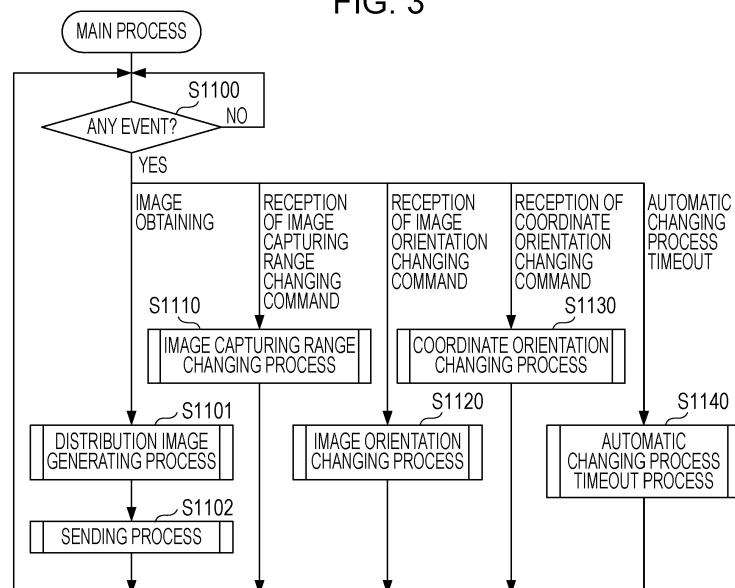 FIG. 3
MAIN PROCESS
S1100
ANY EVENT?
NO
YES
IMAGE
OBTAINING
RECEPTION
OF IMAGE
CAPTURING
RANGE
CHANGING
COMMAND
RECEPTION
OF IMAGE
ORIENTATION
CHANGING
COMMAND
RECEPTION OF
COORDINATE
ORIENTATION
CHANGING
COMMAND
AUTOMATIC
CHANGING
PROCESS
TIMEOUT
S1110
IMAGE CAPTURING RANGE
CHANGING PROCESS
S1130
COORDINATE ORIENTATION
CHANGING PROCESS
S1101
DISTRIBUTION IMAGE
GENERATING PROCESS
S1120
IMAGE ORIENTATION
CHANGING PROCESS
S1140
AUTOMATIC
CHANGING PROCESS
TIMEOUT PROCESS
S1102
SENDING PROCESS